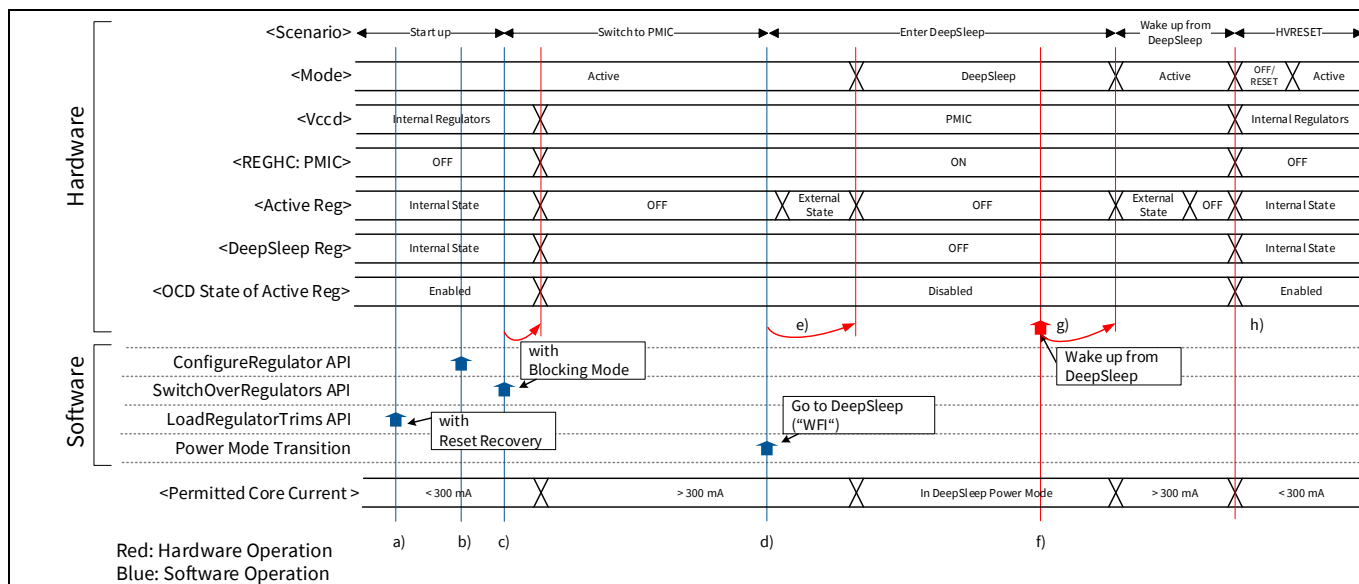 Hardware
<Scenario>
Start up
Switch to PMIC
Enter DeepSleep
Wake up from
DeepSleep
HVRESET
<Mode>
Active
DeepSleep
Active
OFF/
RESET
Active
<Vccd>
Internal Regulators
PMIC
Internal Regulators
<REGHC: PMIC>
OFF
ON
OFF
<Active Reg>
Internal State
OFF
External
State
OFF
External
State
OFF
Internal State
<DeepSleep Reg>
Internal State
OFF
Internal State
<OCD State of Active Reg>
Enabled
Disabled
Enabled
e)
g)
h)
Software
ConfigureRegulator API
with
Blocking Mode
Wake up from
DeepSleep
SwitchOverRegulators API
LoadRegulatorTrims API
with
Reset Recovery
Go to DeepSleep
("WFI")
Power Mode Transition
<Permitted Core Current >
< 300 mA
> 300 mA
In DeepSleep Power Mode
> 300 mA
< 300 mA
a)
b)
c)
d)
f)
Red: Hardware Operation
Blue: Software Operation